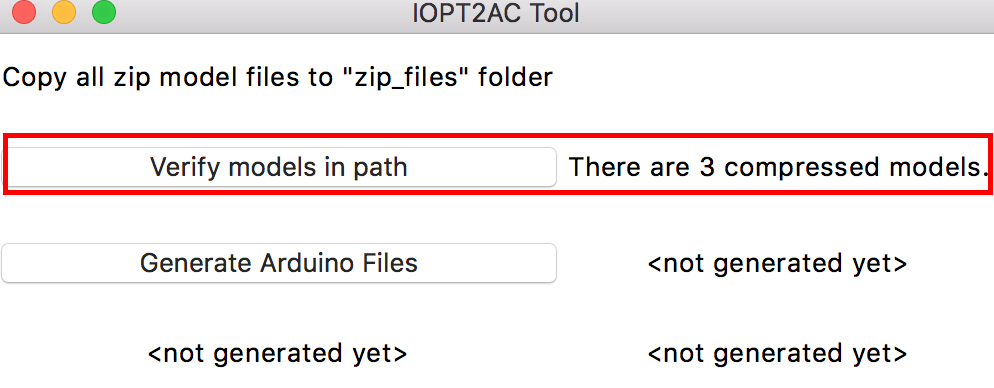 IOPT2AC Tool
Copy all zip model files to "zip_files" folder
Verify models in path There are 3 compressed models.
Generate Arduino Files <not generated yet>
<not generated yet> <not generated yet>